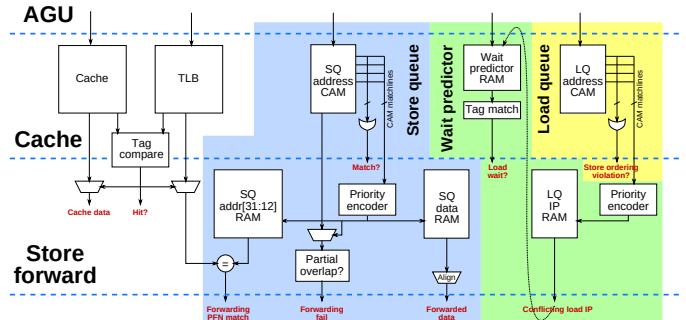 AGU
Cache
TLB
SQ
address
CAM
CAM matchlines
Store queue
Wait predictor
Wait
predictor
RAM
Tag match
Load queue
LQ
address
CAM
CAM matchlines
Cache
Tag
compare
Match?
Load
wait?
Store ordering
violation?
SQ
addr[31:12]
RAM
Priority
encoder
SQ
data
RAM
LQ
IP
RAM
Priority
encoder
Cache data
Hit?
Store
forward
=
Partial
overlap?
Align
Forwarding
PFN match
Forwarding
fail
Forwarded
data
Conflicting load IP